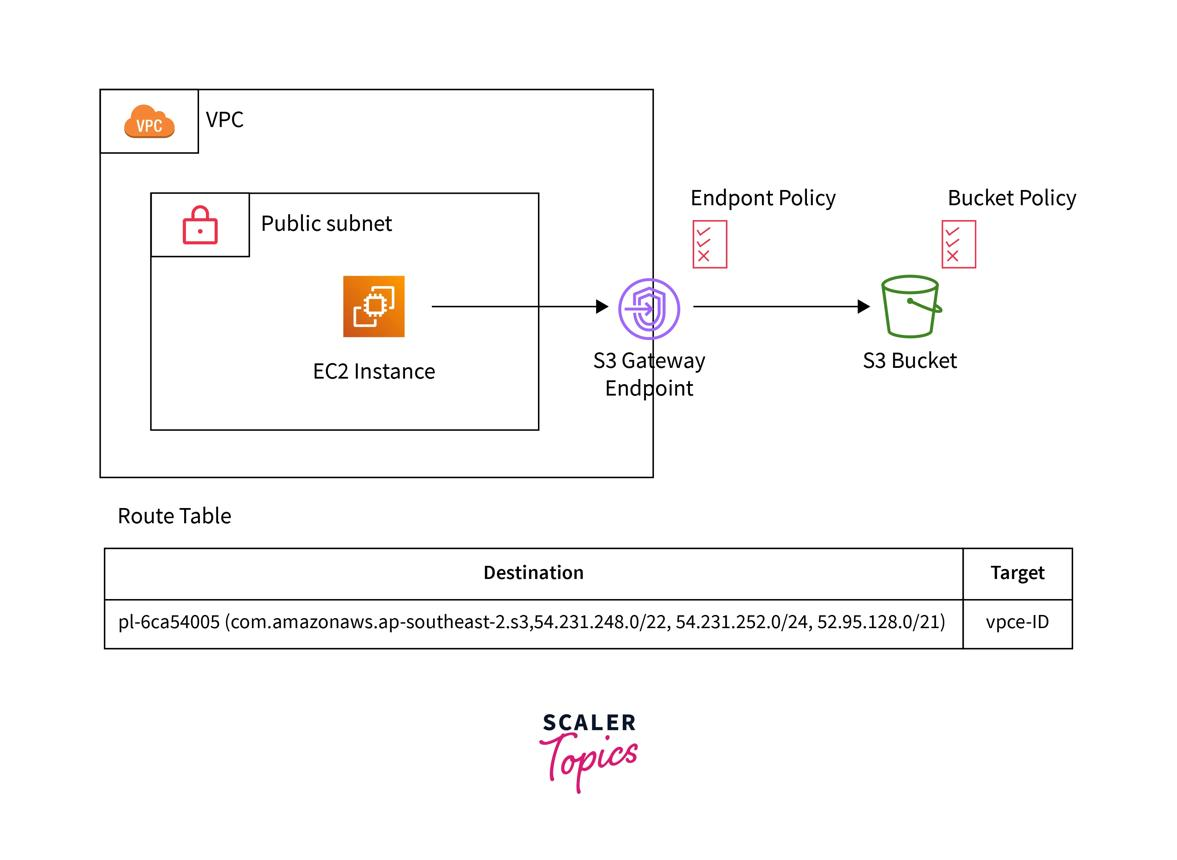 VPC
VPC
Public subnet
EC2 Instance
Endpont Policy
Bucket Policy
S3 Gateway
Endpoint
S3 Bucket
Route Table
Destination
Target
pl-6ca54005 (com.amazonaws.ap-southeast-2.s3,54.231.248.0/22, 54.231.252.0/24, 52.95.128.0/21)
vpce-ID
SCALER
Topics